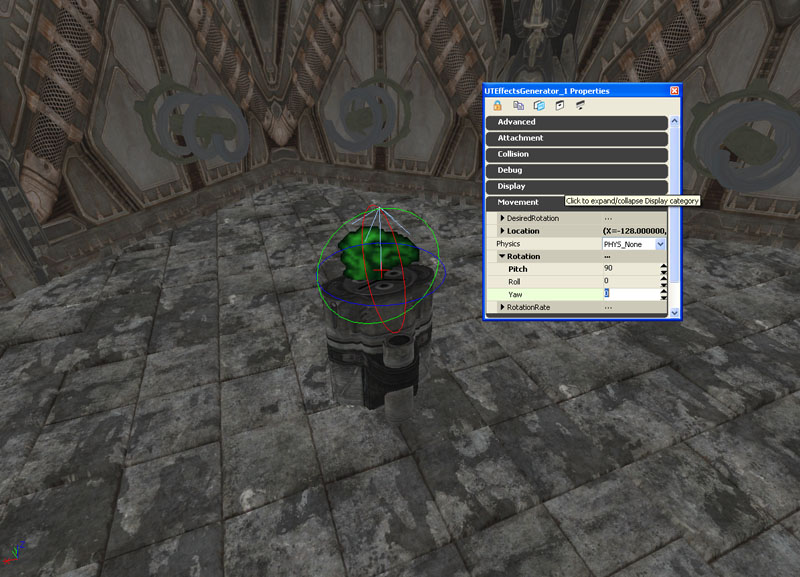 UTEffectsGenerator_1 Properties
Advanced
Attachment
Collision
Debug
Display
Click to expand/collapse Display category
Movement
DesiredRotation ...
Location (X=-128.000000,
Physics PHYS_None
Rotation ...
Pitch 90
Roll 0
Yaw 0
RotationRate ...